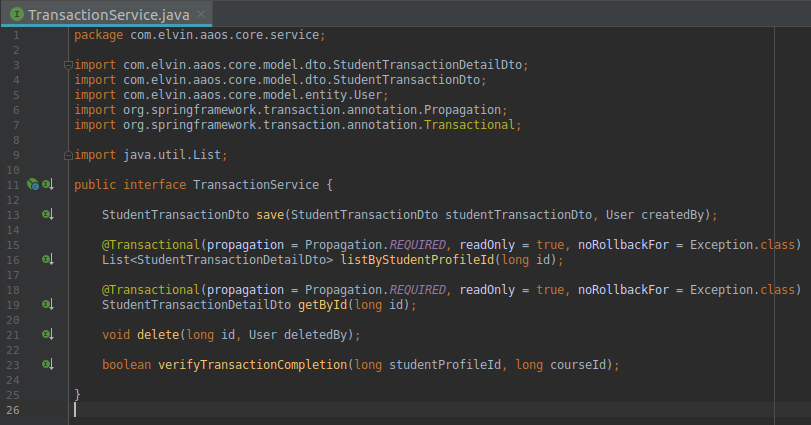 TransactionService.java
1 package com.elvin.aaos.core.service;
2
3 import com.elvin.aaos.core.model.dto.StudentTransactionDetailDto;
4 import com.elvin.aaos.core.model.dto.StudentTransactionDto;
5 import com.elvin.aaos.core.model.entity.User;
6 import org.springframework.transaction.annotation.Propagation;
7 import org.springframework.transaction.annotation.Transactional;
8
9 import java.util.List;
10
11 public interface TransactionService {
12
13 StudentTransactionDto save(StudentTransactionDto studentTransactionDto, User createdBy);
14
15 @Transactional(propagation = Propagation.REQUIRED, readOnly = true, noRollbackFor = Exception.class)
16 List<StudentTransactionDetailDto> listByStudentProfileId(long id);
17
18 @Transactional(propagation = Propagation.REQUIRED, readOnly = true, noRollbackFor = Exception.class)
19 StudentTransactionDetailDto getById(long id);
20
21 void delete(long id, User deletedBy);
22
23 boolean verifyTransactionCompletion(long studentProfileId, long courseId);
24
25 }
26